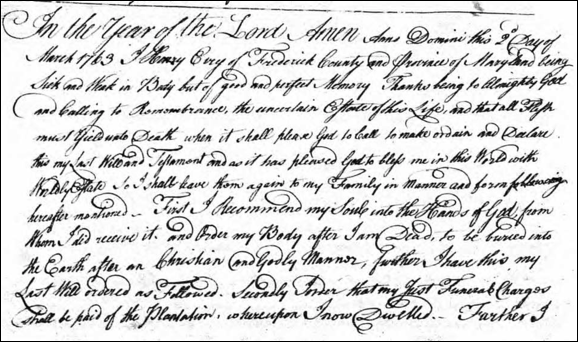 In the Year of the Lord Amen Anno Domini this 2d Day of
March 1763 I Henry Evry of Frederick County and Province of Maryland being
Sick and Weak in Body but of good and perfect Memory Thanks being to Almighty God
and Calling to Remembrance, the uncertain Estate of this Life, and that all Flesh
must Yield unto Death when it shall please God to Call to make ordain and Declare
this my Last Will and Testament and as it has pleased God to bless me in this World with
Worldly Estate So I shall leave them again to my Family in Manner and form following
hereafter mentioned – First I Recommend my Soul into the Hands of God, from
Whom I did receive it. and Order my Body after I am Dead, to be buried into
the Earth after an Christian and Godly Manner, further I have this my
Last Will ordered as Followed. Secondly I order that my Just Funeral Charges
Shall be paid of the Plantation, whereupon I now Dwelled. – Farther I